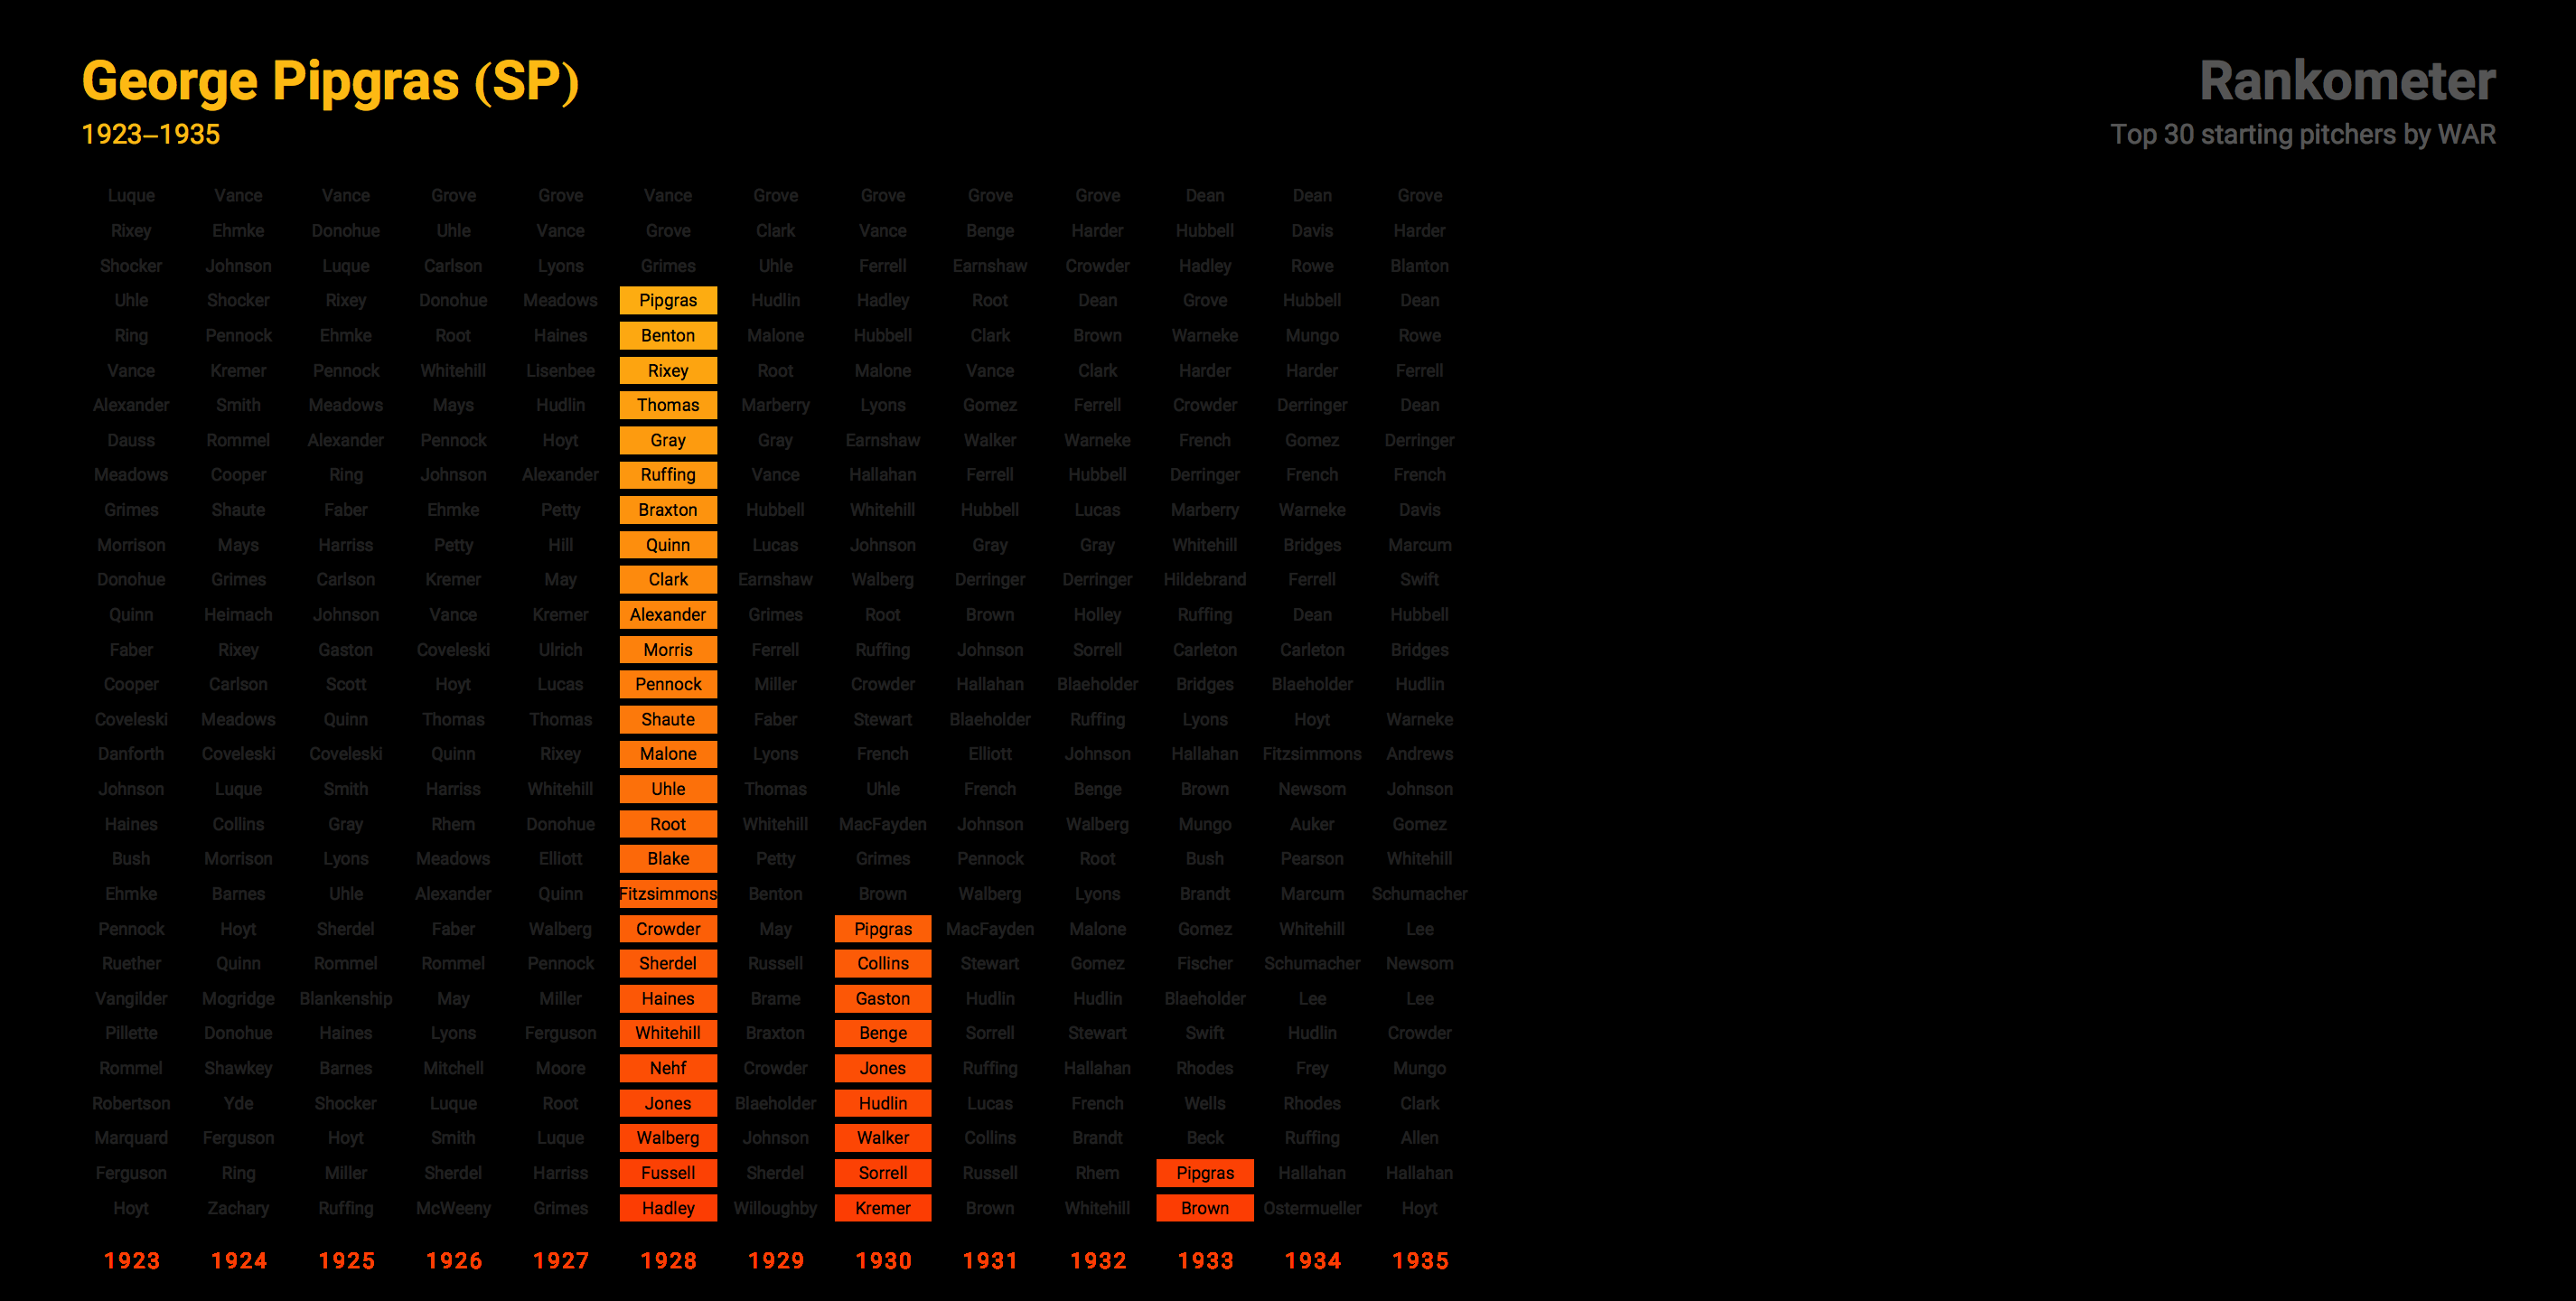 George Pipgras (SP)
1923–1935
Rankometer
Top 30 starting pitchers by WAR
Luque Vance Vance Grove Grove Vance Grove Grove Grove Grove Dean Dean Grove
Rixey Ehmke Donohue Uhle Vance Grove Clark Vance Benge Harder Hubbell Davis Harder
Shocker Johnson Luque Carlson Lyons Grimes Uhle Ferrell Earnshaw Crowder Hadley Rowe Blanton
Uhle Shocker Rixey Donohue Meadows Pipgras Hudlin Hadley Root Dean Grove Hubbell Dean
Ring Pennock Ehmke Root Haines Benton Malone Hubbell Clark Brown Warneke Mungo Rowe
Vance Kremer Pennock Whitehill Lisenbee Rixey Root Malone Vance Clark Harder Harder Ferrell
Alexander Smith Meadows Mays Hudlin Thomas Marberry Lyons Gomez Ferrell Crowder Derringer Dean
Dauss Rommel Alexander Pennock Hoyt Gray Gray Earnshaw Walker Warneke French Gomez Derringer
Meadows Cooper Ring Johnson Alexander Ruffing Vance Hallahan Ferrell Hubbell Derringer French French
Grimes Shaute Faber Ehmke Petty Braxton Hubbell Whitehill Hubbell Lucas Marberry Warneke Davis
Morrison Mays Harriss Petty Hill Quinn Lucas Johnson Gray Gray Whitehill Bridges Marcum
Donohue Grimes Carlson Kremer May Clark Earnshaw Walberg Derringer Derringer Hildebrand Ferrell Swift
Quinn Heimach Johnson Vance Kremer Alexander Grimes Root Brown Holley Ruffing Dean Hubbell
Faber Rixey Gaston Coveleski Ulrich Morris Ferrell Ruffing Johnson Sorrell Carleton Carleton Bridges
Cooper Carlson Scott Hoyt Lucas Pennock Miller Crowder Hallahan Blaeholder Bridges Blaeholder Hudlin
Coveleski Meadows Quinn Thomas Thomas Shaute Faber Stewart Blaeholder Ruffing Lyons Hoyt Warneke
Danforth Coveleski Coveleski Quinn Rixey Malone Lyons French Elliott Johnson Hallahan Fitzsimmons Andrews
Johnson Luque Smith Harriss Whitehill Uhle Thomas Uhle French Benge Brown Newsom Johnson
Haines Collins Gray Rhem Donohue Root Whitehill MacFayden Johnson Walberg Mungo Auker Gomez
Bush Morrison Lyons Meadows Elliott Blake Petty Grimes Pennock Root Bush Pearson Whitehill
Ehmke Barnes Uhle Alexander Quinn Fitzsimmons Benton Brown Walberg Lyons Brandt Marcum Schumacher
Pennock Hoyt Sherdel Faber Walberg Crowder May Pipgras MacFayden Malone Gomez Whitehill Lee
Ruether Quinn Rommel Rommel Pennock Sherdel Russell Collins Stewart Gomez Fischer Schumacher Newsom
Vangilder Mogridge Blankenship May Miller Haines Brame Gaston Hudlin Hudlin Blaeholder Lee Lee
Pillette Donohue Haines Lyons Ferguson Whitehill Braxton Benge Sorrell Stewart Swift Hudlin Crowder
Rommel Shawkey Barnes Mitchell Moore Nehf Crowder Jones Ruffing Hallahan Rhodes Frey Mungo
Robertson Yde Shocker Luque Root Jones Blaeholder Hudlin Lucas French Wells Rhodes Clark
Marquard Ferguson Hoyt Smith Luque Walberg Johnson Walker Collins Brandt Beck Ruffing Allen
Ferguson Ring Miller Sherdel Harriss Fussell Sherdel Sorrell Russell Rhem Pipgras Hallahan Hallahan
Hoyt Zachary Ruffing McWeeny Grimes Hadley Willoughby Kremer Brown Whitehill Brown Ostermueller Hoyt
1923 1924 1925 1926 1927 1928 1929 1930 1931 1932 1933 1934 1935